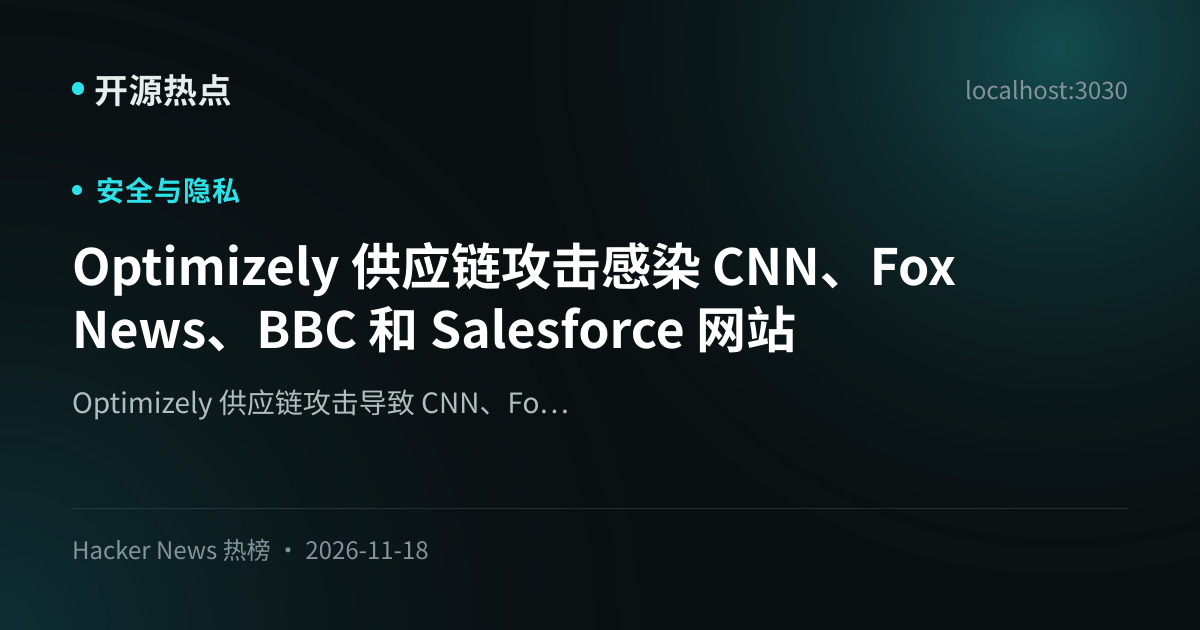 开源热点
localhost:3030
安全与隐私
Optimizely 供应链攻击感染 CNN、Fox
News、BBC 和 Salesforce 网站
Optimizely 供应链攻击导致 CNN、Fo…
Hacker News 热榜 · 2026-11-18